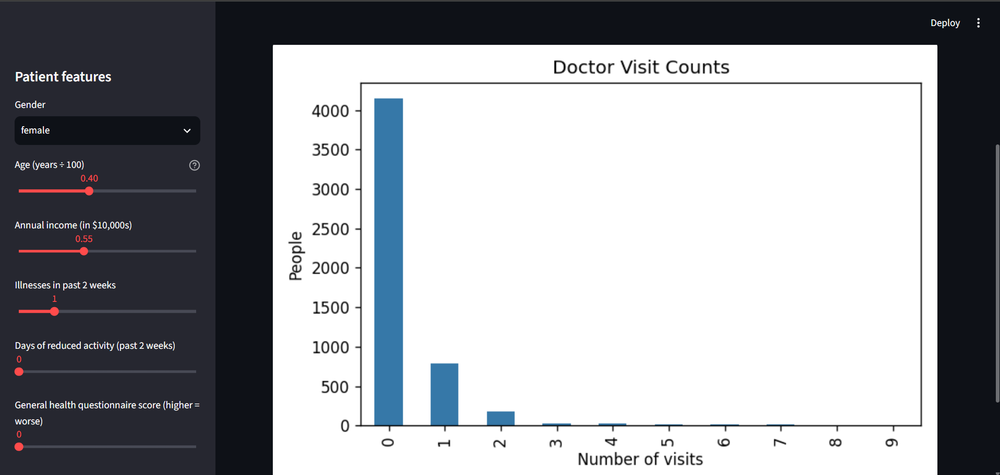 Deploy
Patient features
Gender
female
Age (years ÷ 100)
0.40
Annual income (in $10,000s)
0.55
Illnesses in past 2 weeks
1
Days of reduced activity (past 2 weeks)
0
General health questionnaire score (higher =
worse)
0
Doctor Visit Counts
People
4000
3500
3000
2500
2000
1500
1000
500
0
0 1 2 3 4 5 6 7 8 9
Number of visits